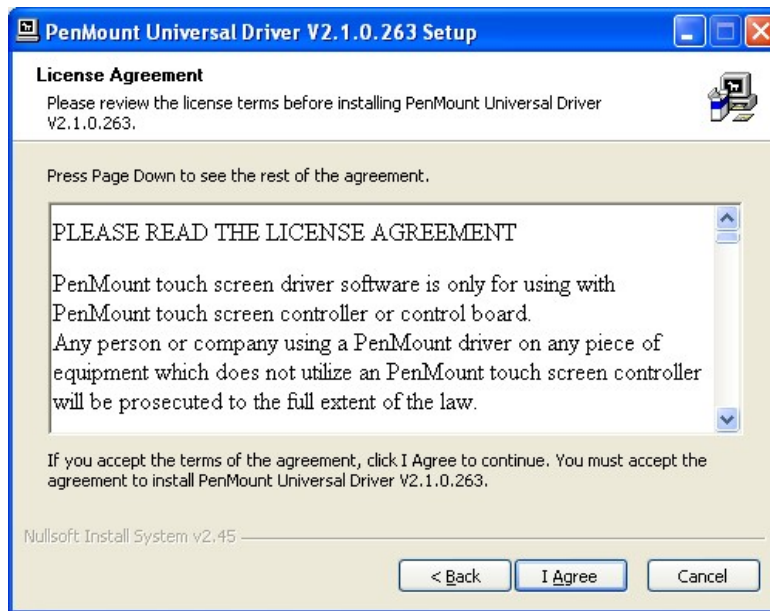 PenMount Universal Driver V2.1.0.263 Setup
License Agreement
Please review the license terms before installing PenMount Universal Driver
V2.1.0.263.
Press Page Down to see the rest of the agreement.
PLEASE READ THE LICENSE AGREEMENT
PenMount touch screen driver software is only for using with
PenMount touch screen controller or control board.
Any person or company using a PenMount driver on any piece of
equipment which does not utilize an PenMount touch screen controller
will be prosecuted to the full extent of the law.
If you accept the terms of the agreement, click I Agree to continue. You must accept the
agreement to install PenMount Universal Driver V2.1.0.263.
Nullsoft Install System v2.45
< Back I Agree Cancel